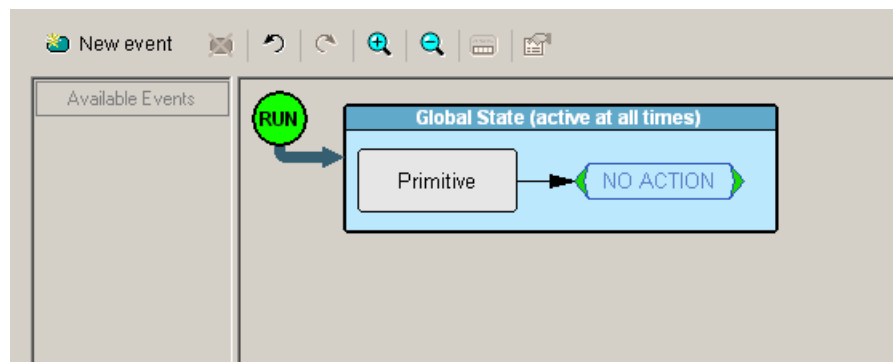 New event
Available Events
RUN
Global State (active at all times)
Primitive
NO ACTION